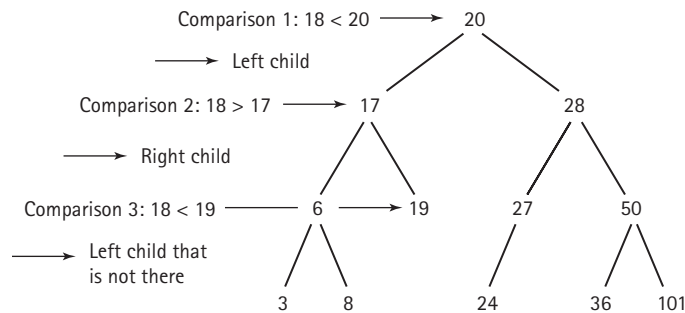 Comparison 1: 18 < 20
20
Left child
Comparison 2: 18 > 17
17
28
Right child
Comparison 3: 18 < 19
6
19
27
50
Left child that
is not there
3
8
24
36
101